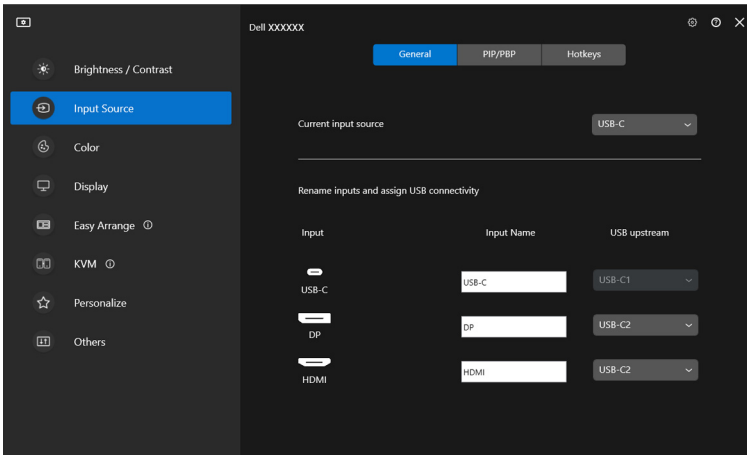 Dell XXXXXX
General PIP/PBP Hotkeys
Brightness / Contrast
Input Source
Color
Display
Easy Arrange
KVM
Personalize
Others
Current input source USB-C
Rename inputs and assign USB connectivity
Input Input Name USB upstream
USB-C USB-C USB-C1
DP DP USB-C2
HDMI HDMI USB-C2